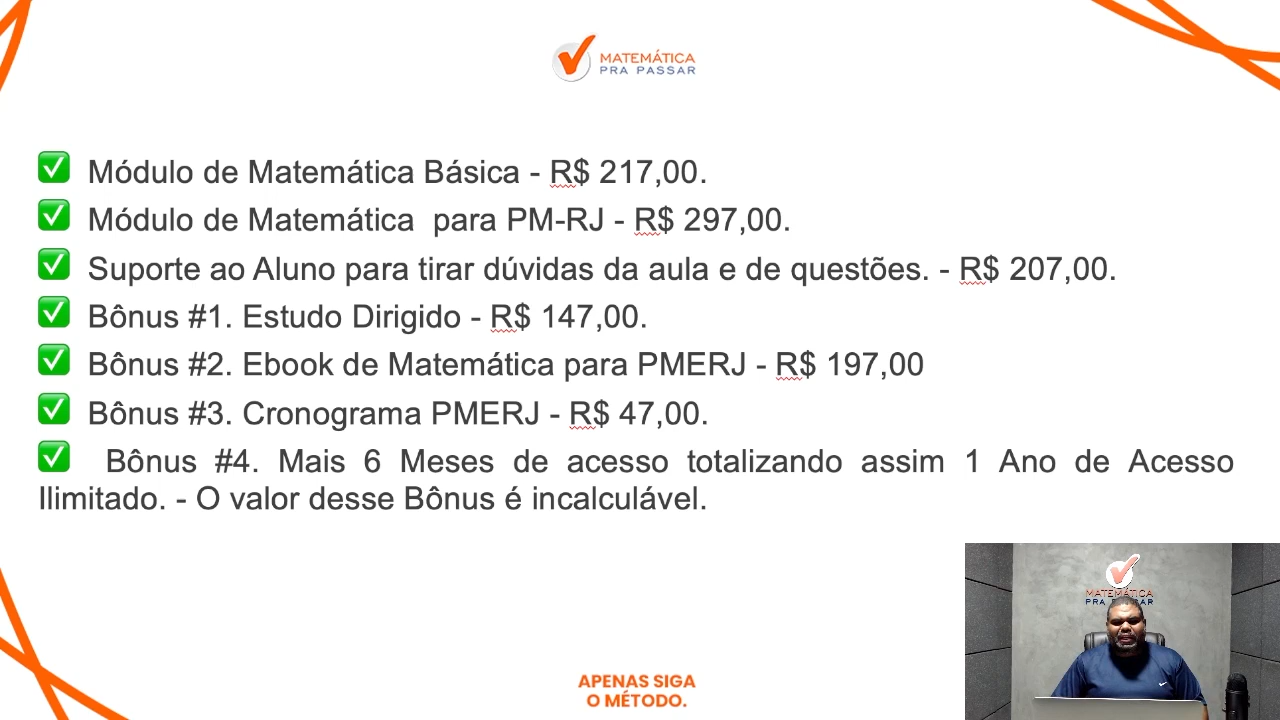 MATEMÁTICA
PRA PASSAR
✅ Módulo de Matemática Básica - R$ 217,00.
✅ Módulo de Matemática  para PM-RJ - R$ 297,00.
✅ Suporte ao Aluno para tirar dúvidas da aula e de questões. - R$ 207,00.
✅ Bônus #1. Estudo Dirigido - R$ 147,00.
✅ Bônus #2. Ebook de Matemática para PMERJ - R$ 197,00
✅ Bônus #3. Cronograma PMERJ - R$ 47,00.
✅ Bônus #4. Mais 6 Meses de acesso totalizando assim 1 Ano de Acesso
Ilimitado. - O valor desse Bônus é incalculável.
MATEMÁTICA
PRA PASSAR
APENAS SIGA
O MÉTODO.